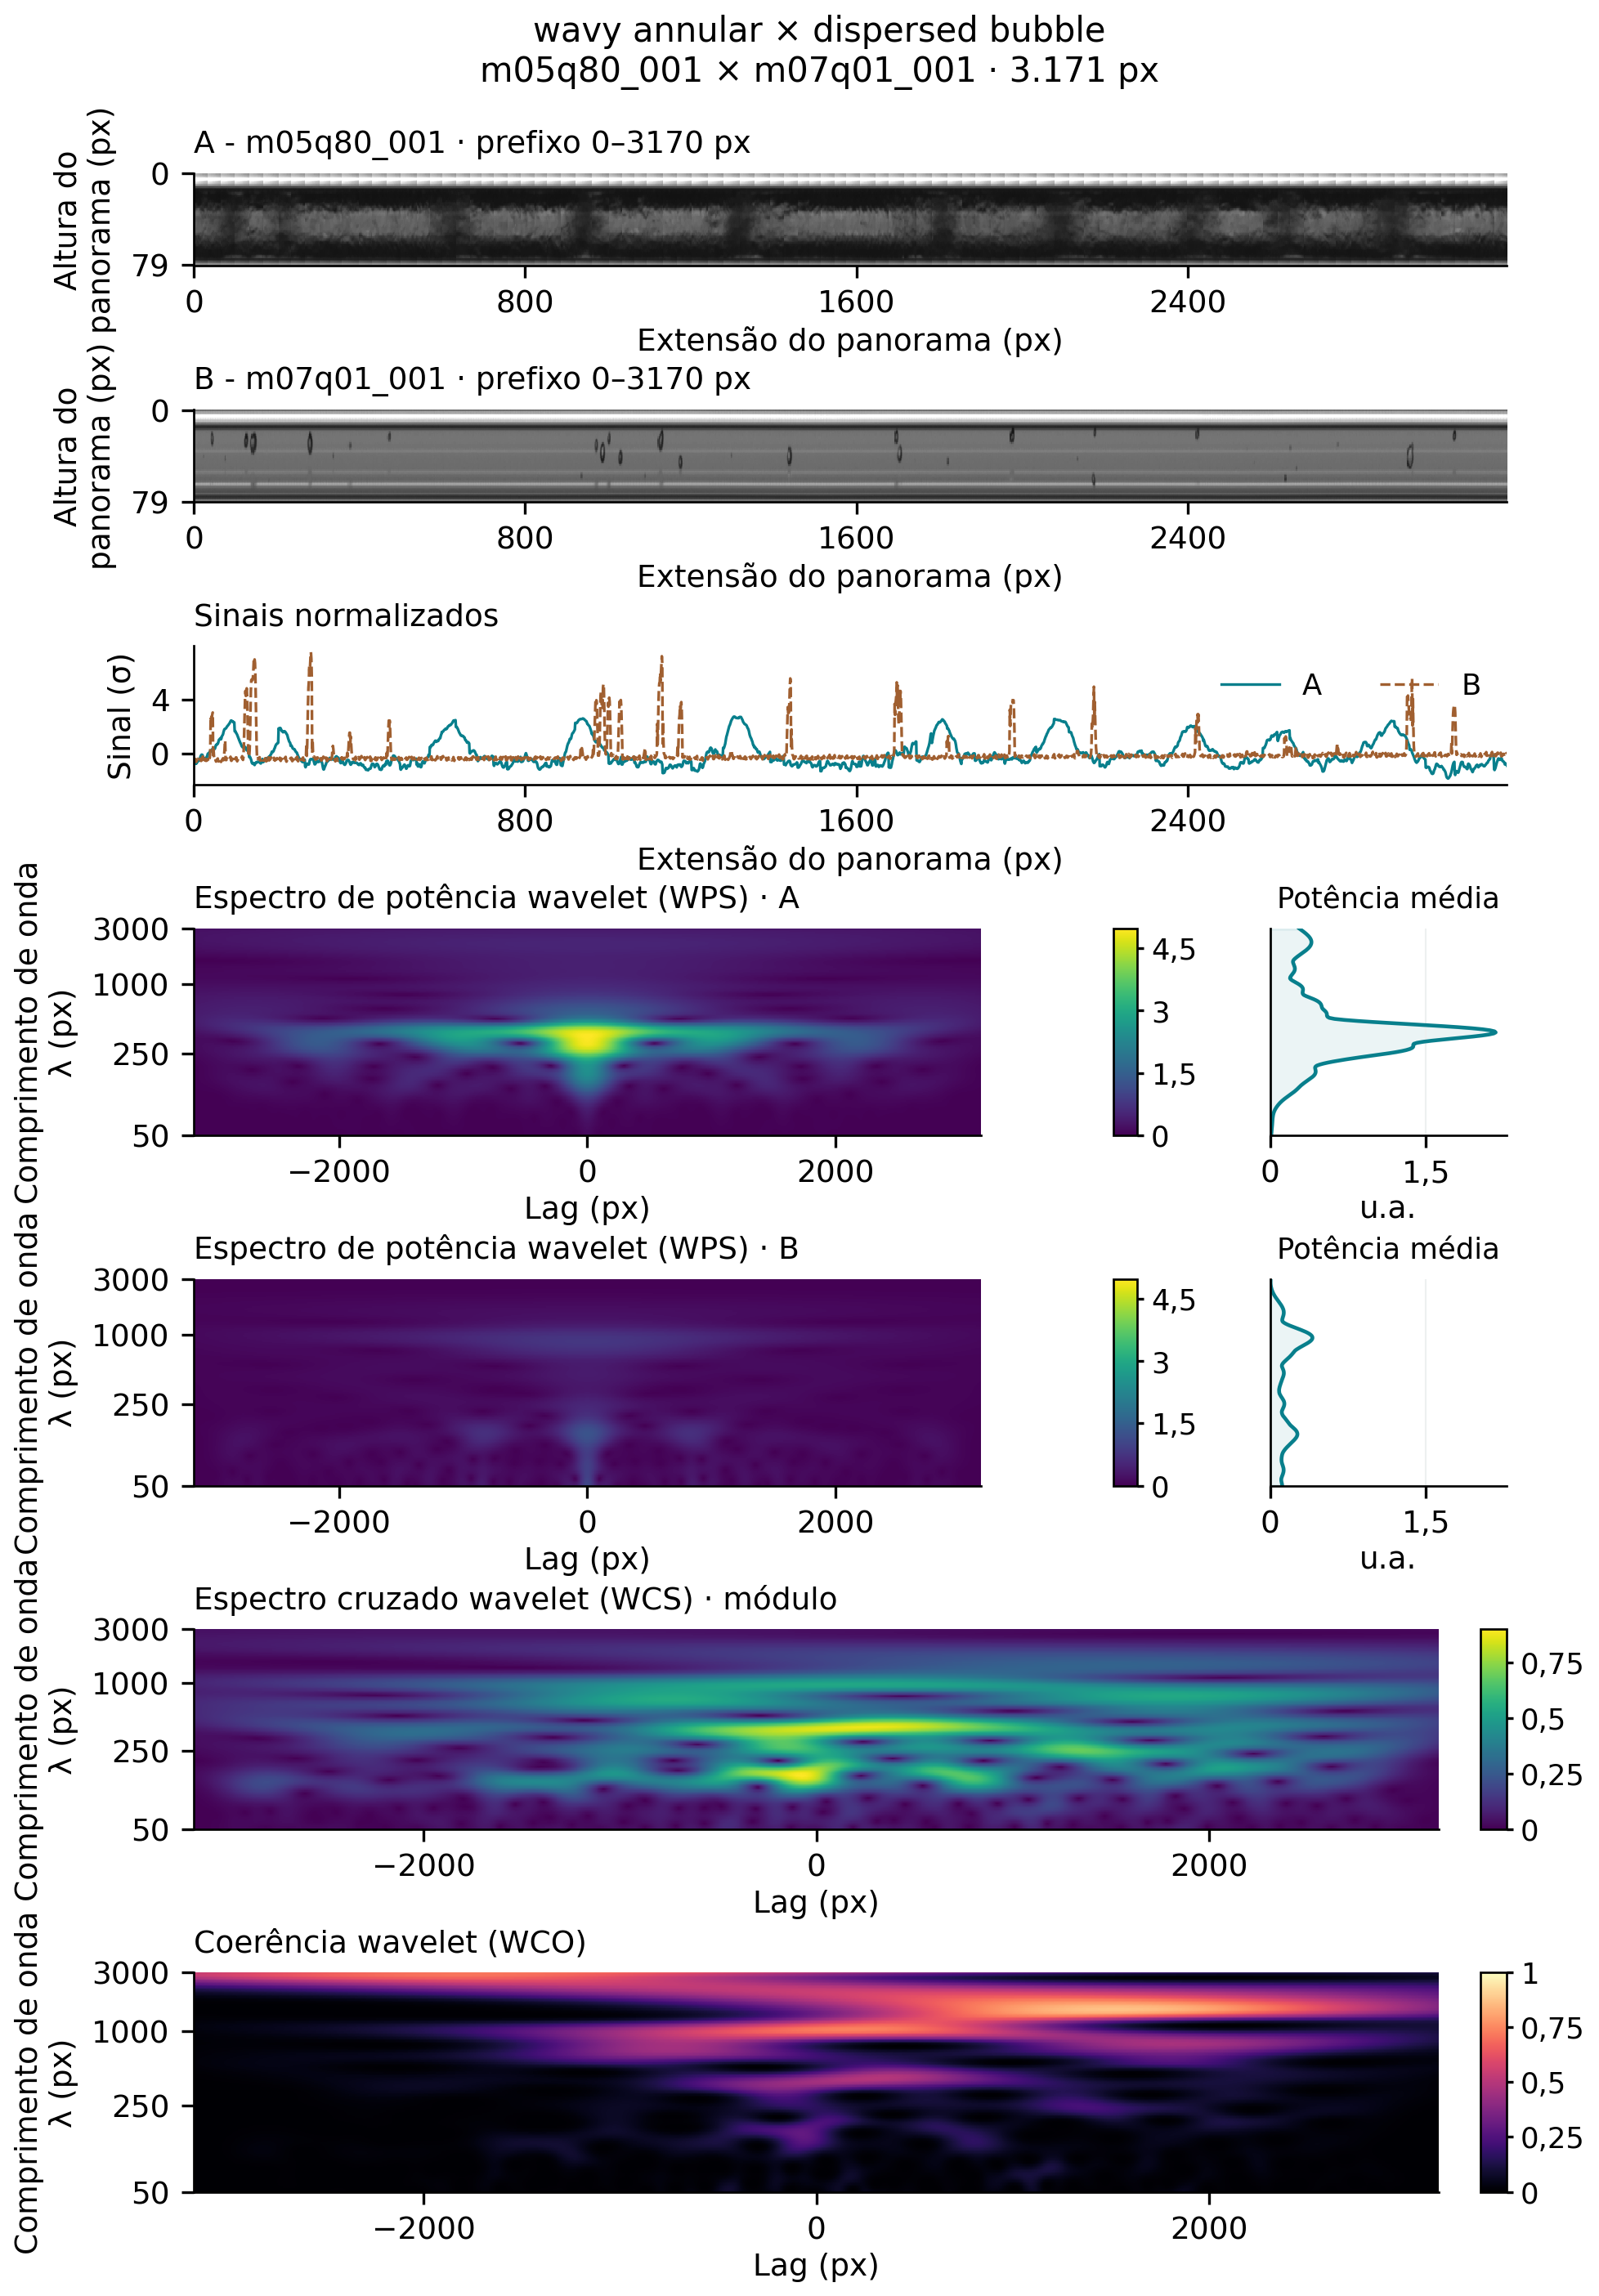 wavy annular × dispersed bubble
m05q80_001 × m07q01_001 · 3.171 px
A - m05q80_001 · prefixo 0–3170 px
Altura do
panorama (px)
0
79
0
800
1600
2400
Extensão do panorama (px)
B - m07q01_001 · prefixo 0–3170 px
Altura do
panorama (px)
0
79
0
800
1600
2400
Extensão do panorama (px)
Sinais normalizados
Sinal (σ)
4
0
A
B
0
800
1600
2400
Extensão do panorama (px)
Espectro de potência wavelet (WPS) · A
Comprimento de onda
λ (px)
3000
1000
250
50
−2000
0
2000
Lag (px)
4,5
3
1,5
0
Potência média
0
1,5
u.a.
Espectro de potência wavelet (WPS) · B
Comprimento de onda
λ (px)
3000
1000
250
50
−2000
0
2000
Lag (px)
4,5
3
1,5
0
Potência média
0
1,5
u.a.
Espectro cruzado wavelet (WCS) · módulo
Comprimento de onda
λ (px)
3000
1000
250
50
−2000
0
2000
Lag (px)
0,75
0,5
0,25
0
Coerência wavelet (WCO)
Comprimento de onda
λ (px)
3000
1000
250
50
−2000
0
2000
Lag (px)
1
0,75
0,5
0,25
0